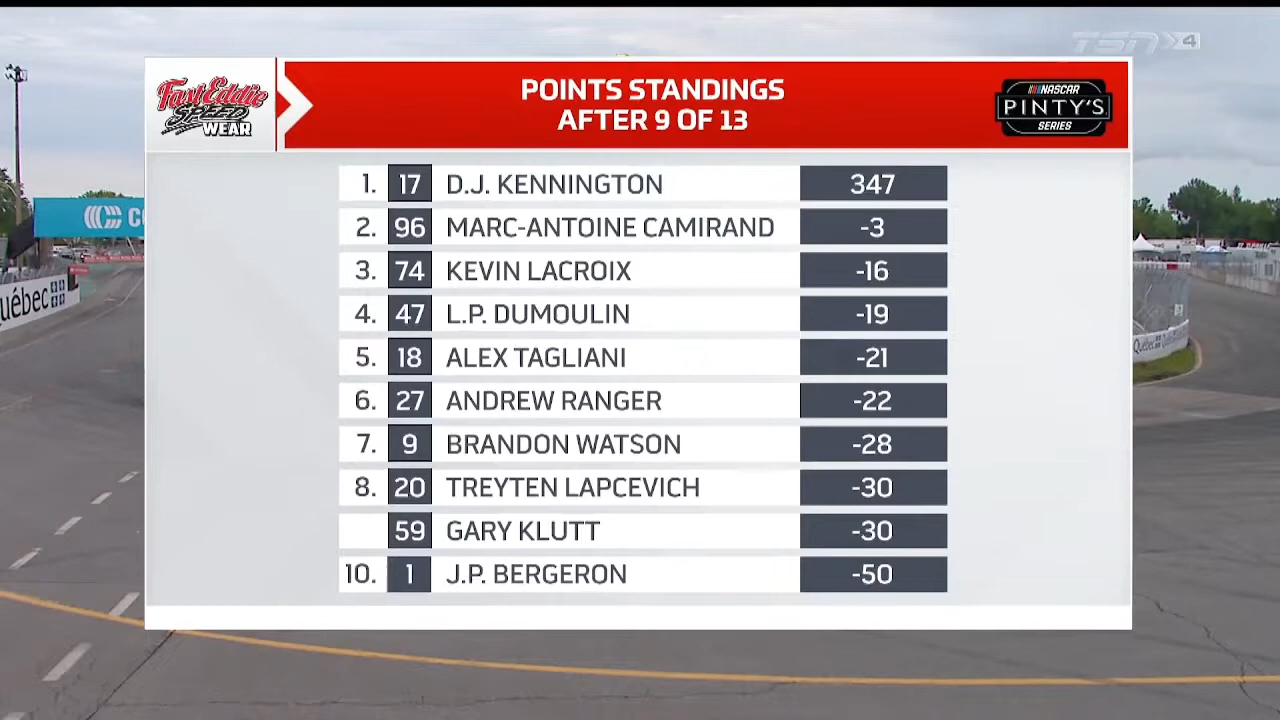 TSN 4
Fast Eddie
SPEED
WEAR
POINTS STANDINGS
AFTER 9 OF 13
NASCAR
PINTY'S
SERIES
1. 17 D.J. KENNINGTON 347
2. 96 MARC-ANTOINE CAMIRAND -3
3. 74 KEVIN LACROIX -16
4. 47 L.P. DUMOULIN -19
5. 18 ALEX TAGLIANI -21
6. 27 ANDREW RANGER -22
7. 9 BRANDON WATSON -28
8. 20 TREYTEN LAPCEVICH -30
59 GARY KLUTT -30
10. 1 J.P. BERGERON -50
Québec